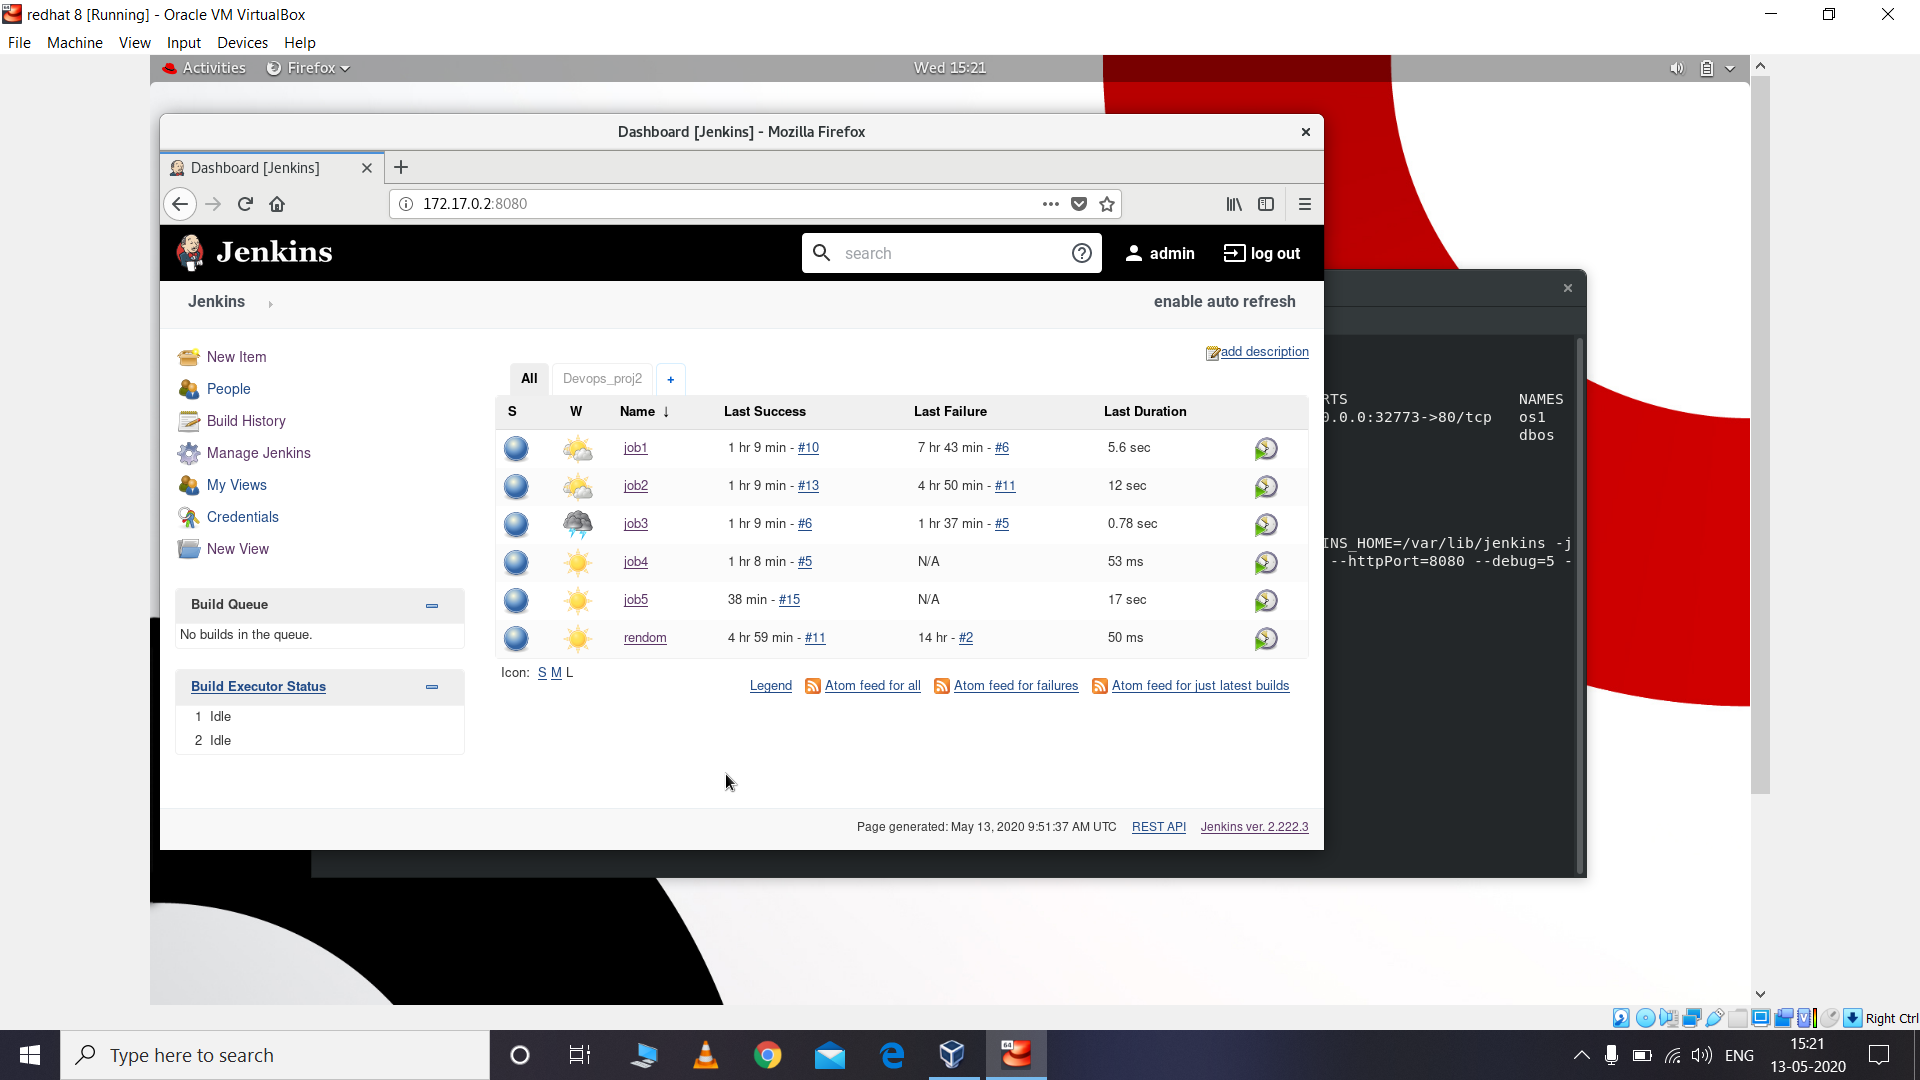 redhat 8 [Running] - Oracle VM VirtualBox
File Machine View Input Devices Help
Activities Firefox Wed 15:21
Dashboard [Jenkins] - Mozilla Firefox
Dashboard [Jenkins]
172.17.0.2:8080
Jenkins search admin log out
Jenkins enable auto refresh
New Item
People
Build History
Manage Jenkins
My Views
Credentials
New View
Build Queue
No builds in the queue.
Build Executor Status
1 Idle
2 Idle
add description
All Devops_proj2 +
S W Name ↓ Last Success Last Failure Last Duration
job1 1 hr 9 min - #10 7 hr 43 min - #6 5.6 sec
job2 1 hr 9 min - #13 4 hr 50 min - #11 12 sec
job3 1 hr 9 min - #6 1 hr 37 min - #5 0.78 sec
job4 1 hr 8 min - #5 N/A 53 ms
job5 38 min - #15 N/A 17 sec
rendom 4 hr 59 min - #11 14 hr - #2 50 ms
Icon: S M L
Legend Atom feed for all Atom feed for failures Atom feed for just latest builds
Page generated: May 13, 2020 9:51:37 AM UTC REST API Jenkins ver. 2.222.3
RTS NAMES
0.0.0:32773->80/tcp os1
dbos
INS_HOME=/var/lib/jenkins -j
--httpPort=8080 --debug=5 -
Right Ctrl
Type here to search
64
ENG
15:21
13-05-2020